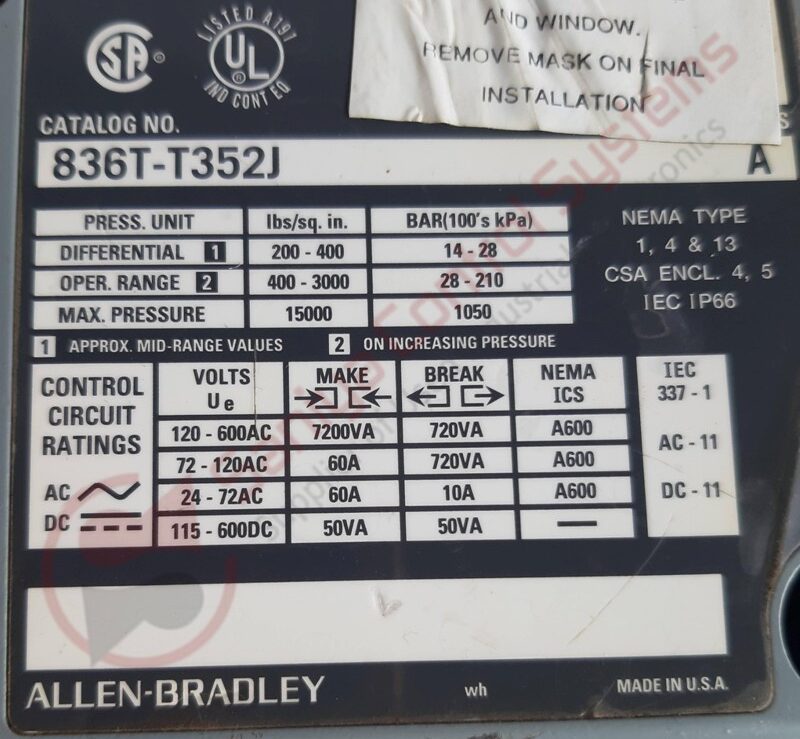 AND WINDOW.
REMOVE MASK ON FINAL
INSTALLATION
SA
LISTED A197
UL
IND CONT EQ
CATALOG NO.
836T-T352J A
PRESS. UNIT lbs/sq. in. BAR(100's kPa)
DIFFERENTIAL 1 200 - 400 14 - 28
OPER. RANGE 2 400 - 3000 28 - 210
MAX. PRESSURE 15000 1050
1 APPROX. MID-RANGE VALUES 2 ON INCREASING PRESSURE
NEMA TYPE
1, 4 & 13
CSA ENCL. 4, 5
IEC IP66
CONTROL
CIRCUIT
RATINGS
AC
DC
VOLTS
Ue
MAKE
BREAK
NEMA
ICS
120 - 600AC 7200VA 720VA A600
72 - 120AC 60A 720VA A600
24 - 72AC 60A 10A A600
115 - 600DC 50VA 50VA —
IEC
337 - 1
AC - 11
DC - 11
ALLEN-BRADLEY wh MADE IN U.S.A.